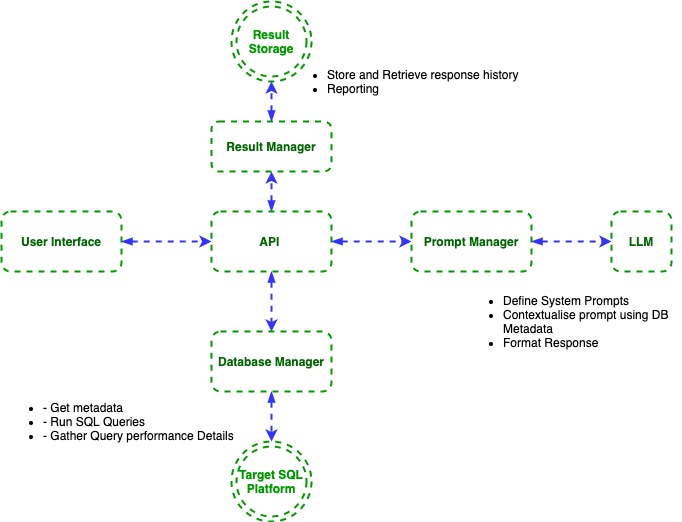 Result
Storage
• Store and Retrieve response history
• Reporting
Result Manager
User Interface
API
Prompt Manager
LLM
• Define System Prompts
• Contextualise prompt using DB
Metadata
• Format Response
Database Manager
• - Get metadata
• - Run SQL Queries
• - Gather Query performance Details
Target SQL
Platform